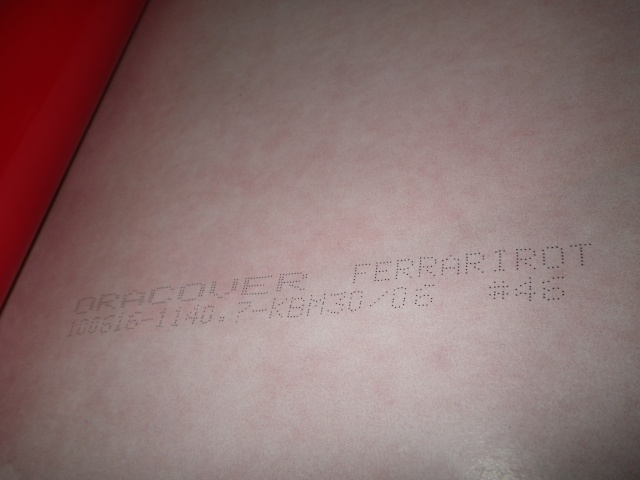 ORACOVER FERRARIROT
100616-1140.7-KBM30/06 #46